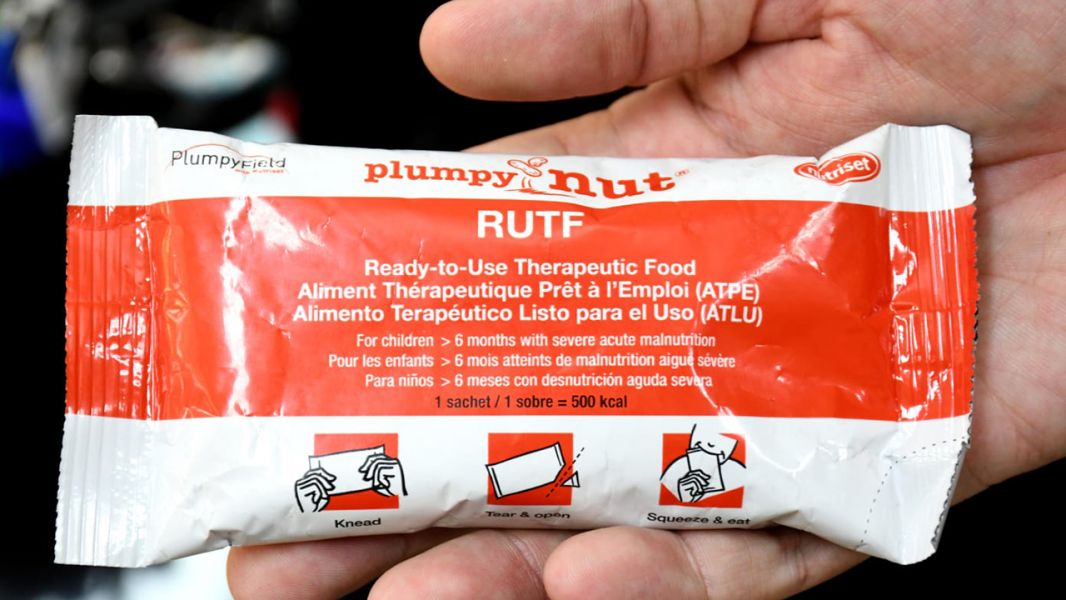 PlumpyField
plumpy nut®
nutriset
RUTF
Ready-to-Use Therapeutic Food
Aliment Thérapeutique Prêt à l'Emploi (ATPE)
Alimento Terapéutico Listo para el Uso (ATLU)
For children > 6 months with severe acute malnutrition
Pour les enfants > 6 mois atteints de malnutrition aiguë sévère
Para niños > 6 meses con desnutrición aguda severa
1 sachet / 1 sobre = 500 kcal
Knead
Tear & open
Squeeze & eat